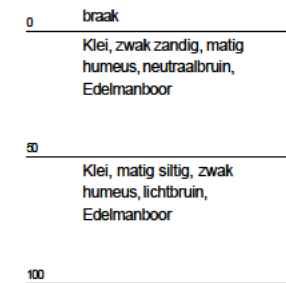 braak
0
Klei, zwak zandig, matig
humeus, neutraalbruin,
Edelmanboor
50
Klei, matig siltig, zwak
humeus, lichtbruin,
Edelmanboor
100